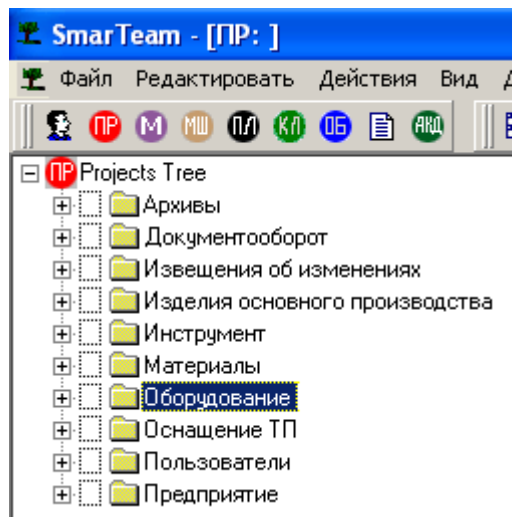 SmarTeam - [ПР: ]
Файл Редактировать Действия Вид
ПР М МШ ПЛ КЛ ОБ АКД
ПР Projects Tree
Архивы
Документооборот
Извещения об изменениях
Изделия основного производства
Инструмент
Материалы
Оборудование
Оснащение ТП
Пользователи
Предприятие